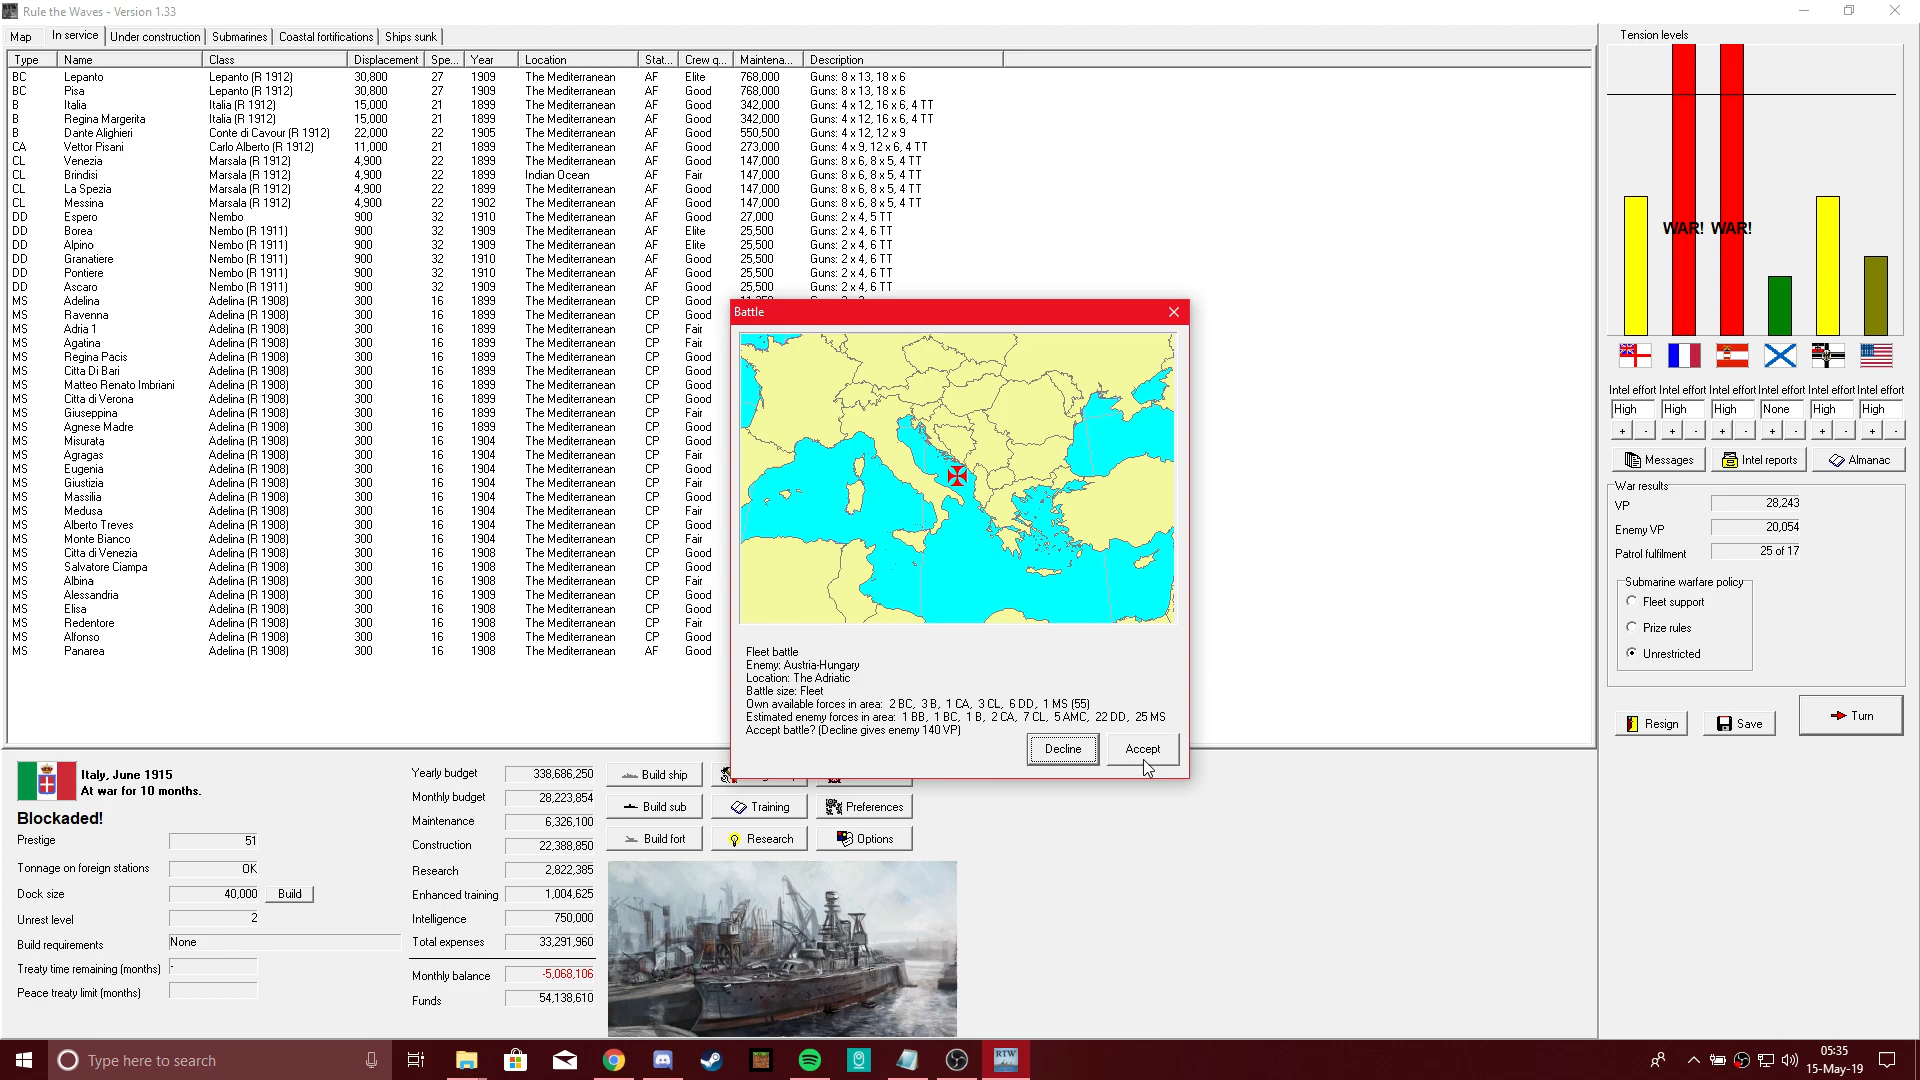 Rule the Waves - Version 1.33
Map In service Under construction Submarines Coastal fortifications Ships sunk
Type Name Class Displacement Spe... Year Location Stat... Crew q... Maintena... Description
BC Lepanto Lepanto (R 1912) 30,800 27 1909 The Mediterranean AF Elite 768,000 Guns: 8 x 13, 18 x 6
BC Pisa Lepanto (R 1912) 30,800 27 1909 The Mediterranean AF Good 768,000 Guns: 8 x 13, 18 x 6
B Italia Italia (R 1912) 15,000 21 1899 The Mediterranean AF Good 342,000 Guns: 4 x 12, 16 x 6, 4 TT
B Regina Margerita Italia (R 1912) 15,000 21 1899 The Mediterranean AF Good 342,000 Guns: 4 x 12, 16 x 6, 4 TT
B Dante Alighieri Conte di Cavour (R 1912) 22,000 22 1905 The Mediterranean AF Good 550,500 Guns: 4 x 12, 12 x 9
CA Vettor Pisani Carlo Alberto (R 1912) 11,000 21 1899 The Mediterranean AF Good 273,000 Guns: 4 x 9, 12 x 6, 4 TT
CL Venezia Marsala (R 1912) 4,900 22 1899 The Mediterranean AF Good 147,000 Guns: 8 x 6, 8 x 5, 4 TT
CL Brindisi Marsala (R 1912) 4,900 22 1899 Indian Ocean AF Fair 147,000 Guns: 8 x 6, 8 x 5, 4 TT
CL La Spezia Marsala (R 1912) 4,900 22 1899 The Mediterranean AF Good 147,000 Guns: 8 x 6, 8 x 5, 4 TT
CL Messina Marsala (R 1912) 4,900 22 1902 The Mediterranean AF Good 147,000 Guns: 8 x 6, 8 x 5, 4 TT
DD Espero Nembo 900 32 1910 The Mediterranean AF Good 27,000 Guns: 2 x 4, 5 TT
DD Borea Nembo (R 1911) 900 32 1909 The Mediterranean AF Elite 25,500 Guns: 2 x 4, 6 TT
DD Alpino Nembo (R 1911) 900 32 1909 The Mediterranean AF Elite 25,500 Guns: 2 x 4, 6 TT
DD Granatiere Nembo (R 1911) 900 32 1910 The Mediterranean AF Good 25,500 Guns: 2 x 4, 6 TT
DD Pontiere Nembo (R 1911) 900 32 1910 The Mediterranean AF Good 25,500 Guns: 2 x 4, 6 TT
DD Ascaro Nembo (R 1911) 900 32 1909 The Mediterranean AF Good 25,500 Guns: 2 x 4, 6 TT
MS Adelina Adelina (R 1908) 300 16 1899 The Mediterranean CP Good
MS Ravenna Adelina (R 1908) 300 16 1899 The Mediterranean CP Good
MS Adria 1 Adelina (R 1908) 300 16 1899 The Mediterranean CP Fair
MS Agatina Adelina (R 1908) 300 16 1899 The Mediterranean CP Fair
MS Regina Pacis Adelina (R 1908) 300 16 1899 The Mediterranean CP Good
MS Citta Di Bari Adelina (R 1908) 300 16 1899 The Mediterranean CP Good
MS Matteo Renato Imbriani Adelina (R 1908) 300 16 1899 The Mediterranean CP Good
MS Citta di Verona Adelina (R 1908) 300 16 1899 The Mediterranean CP Good
MS Giuseppina Adelina (R 1908) 300 16 1899 The Mediterranean CP Fair
MS Agnese Madre Adelina (R 1908) 300 16 1899 The Mediterranean CP Good
MS Misurata Adelina (R 1908) 300 16 1904 The Mediterranean CP Good
MS Agragas Adelina (R 1908) 300 16 1904 The Mediterranean CP Fair
MS Eugenia Adelina (R 1908) 300 16 1904 The Mediterranean CP Good
MS Giustizia Adelina (R 1908) 300 16 1904 The Mediterranean CP Fair
MS Massilia Adelina (R 1908) 300 16 1904 The Mediterranean CP Good
MS Medusa Adelina (R 1908) 300 16 1904 The Mediterranean CP Fair
MS Alberto Treves Adelina (R 1908) 300 16 1904 The Mediterranean CP Good
MS Monte Bianco Adelina (R 1908) 300 16 1904 The Mediterranean CP Fair
MS Citta di Venezia Adelina (R 1908) 300 16 1908 The Mediterranean CP Good
MS Salvatore Ciampa Adelina (R 1908) 300 16 1908 The Mediterranean CP Good
MS Albina Adelina (R 1908) 300 16 1908 The Mediterranean CP Fair
MS Alessandria Adelina (R 1908) 300 16 1909 The Mediterranean CP Good
MS Elisa Adelina (R 1908) 300 16 1908 The Mediterranean CP Good
MS Redentore Adelina (R 1908) 300 16 1908 The Mediterranean CP Fair
MS Alfonso Adelina (R 1908) 300 16 1908 The Mediterranean CP Good
MS Panarea Adelina (R 1908) 300 16 1908 The Mediterranean AF Good
Battle
Fleet battle
Enemy: Austria-Hungary
Location: The Adriatic
Battle size: Fleet
Own available forces in area: 2 BC, 3 B, 1 CA, 3 CL, 6 DD, 1 MS (55)
Estimated enemy forces in area: 1 BB, 1 BC, 1 B, 2 CA, 7 CL, 5 AMC, 22 DD, 25 MS
Accept battle? (Decline gives enemy 140 VP)
Decline Accept
Tension levels
WAR! WAR!
Intel effort Intel effort Intel effort Intel effort Intel effort Intel effort
High High High None High High
+ - + - + - + - + - + -
Messages Intel reports Almanac
War results
VP 28,243
Enemy VP 20,054
Patrol fulfilment 25 of 17
Submarine warfare policy
Fleet support
Prize rules
Unrestricted
Resign Save Turn
Italy, June 1915
At war for 10 months.
Blockaded!
Prestige 51
Tonnage on foreign stations OK
Dock size 40,000 Build
Unrest level 2
Build requirements None
Treaty time remaining (months) -
Peace treaty limit (months)
Yearly budget 338,686,250
Monthly budget 28,223,854
Maintenance 6,326,100
Construction 22,388,850
Research 2,822,385
Enhanced training 1,004,625
Intelligence 750,000
Total expenses 33,291,960
Monthly balance -5,068,106
Funds 54,138,610
Build ship
Build sub Training Preferences
Build fort Research Options
Type here to search
RTW
05:35
15-May-19